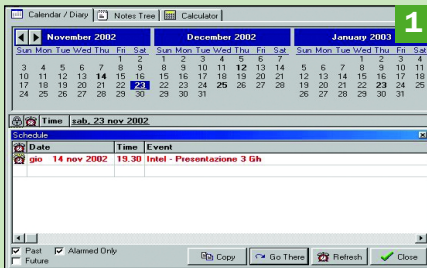 Calendar / Diary Notes Tree Calculator
1
November 2002 December 2002 January 2003
Sun Mon Tue Wed Thu Fri Sat Sun Mon Tue Wed Thu Fri Sat Sun Mon Tue Wed Thu Fri Sat
1 2 1 2 3 4 5 6 7 1 2 3 4
3 4 5 6 7 8 9 8 9 10 11 12 13 14 5 6 7 8 9 10 11
10 11 12 13 14 15 16 15 16 17 18 19 20 21 12 13 14 15 16 17 18
17 18 19 20 21 22 23 22 23 24 25 26 27 28 19 20 21 22 23 24 25
24 25 26 27 28 29 30 29 30 31 26 27 28 29 30 31
Time sab, 23 nov 2002
Schedule
Date Time Event
gio 14 nov 2002 19.30 Intel - Presentazione 3 Gh
Past Alarmed Only
Future
Copy Go There Refresh Close